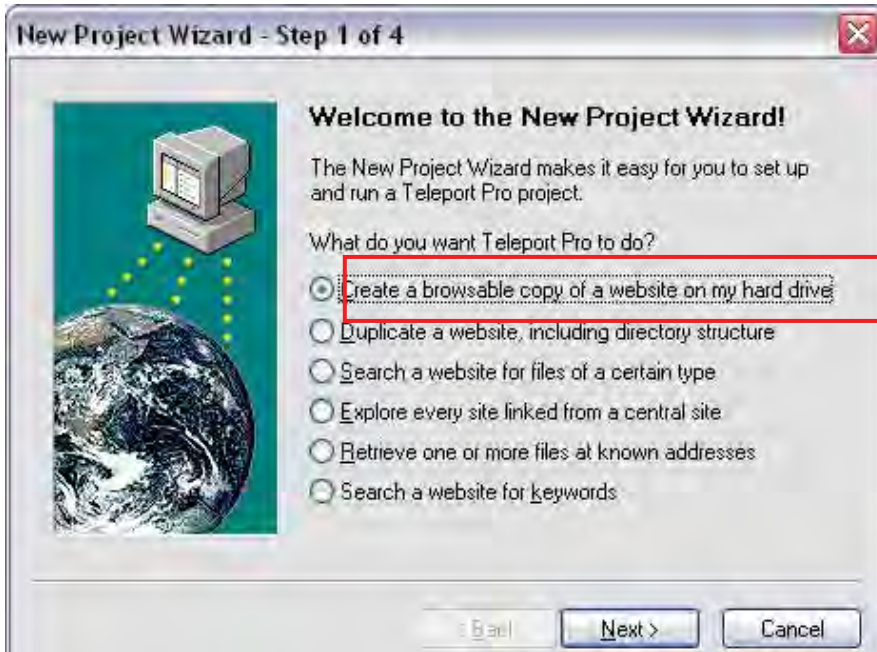 New Project Wizard - Step 1 of 4
Welcome to the New Project Wizard!
The New Project Wizard makes it easy for you to set up
and run a Teleport Pro project.
What do you want Teleport Pro to do?
Create a browsable copy of a website on my hard drive
Duplicate a website, including directory structure
Search a website for files of a certain type
Explore every site linked from a central site
Retrieve one or more files at known addresses
Search a website for keywords
< Back Next > Cancel